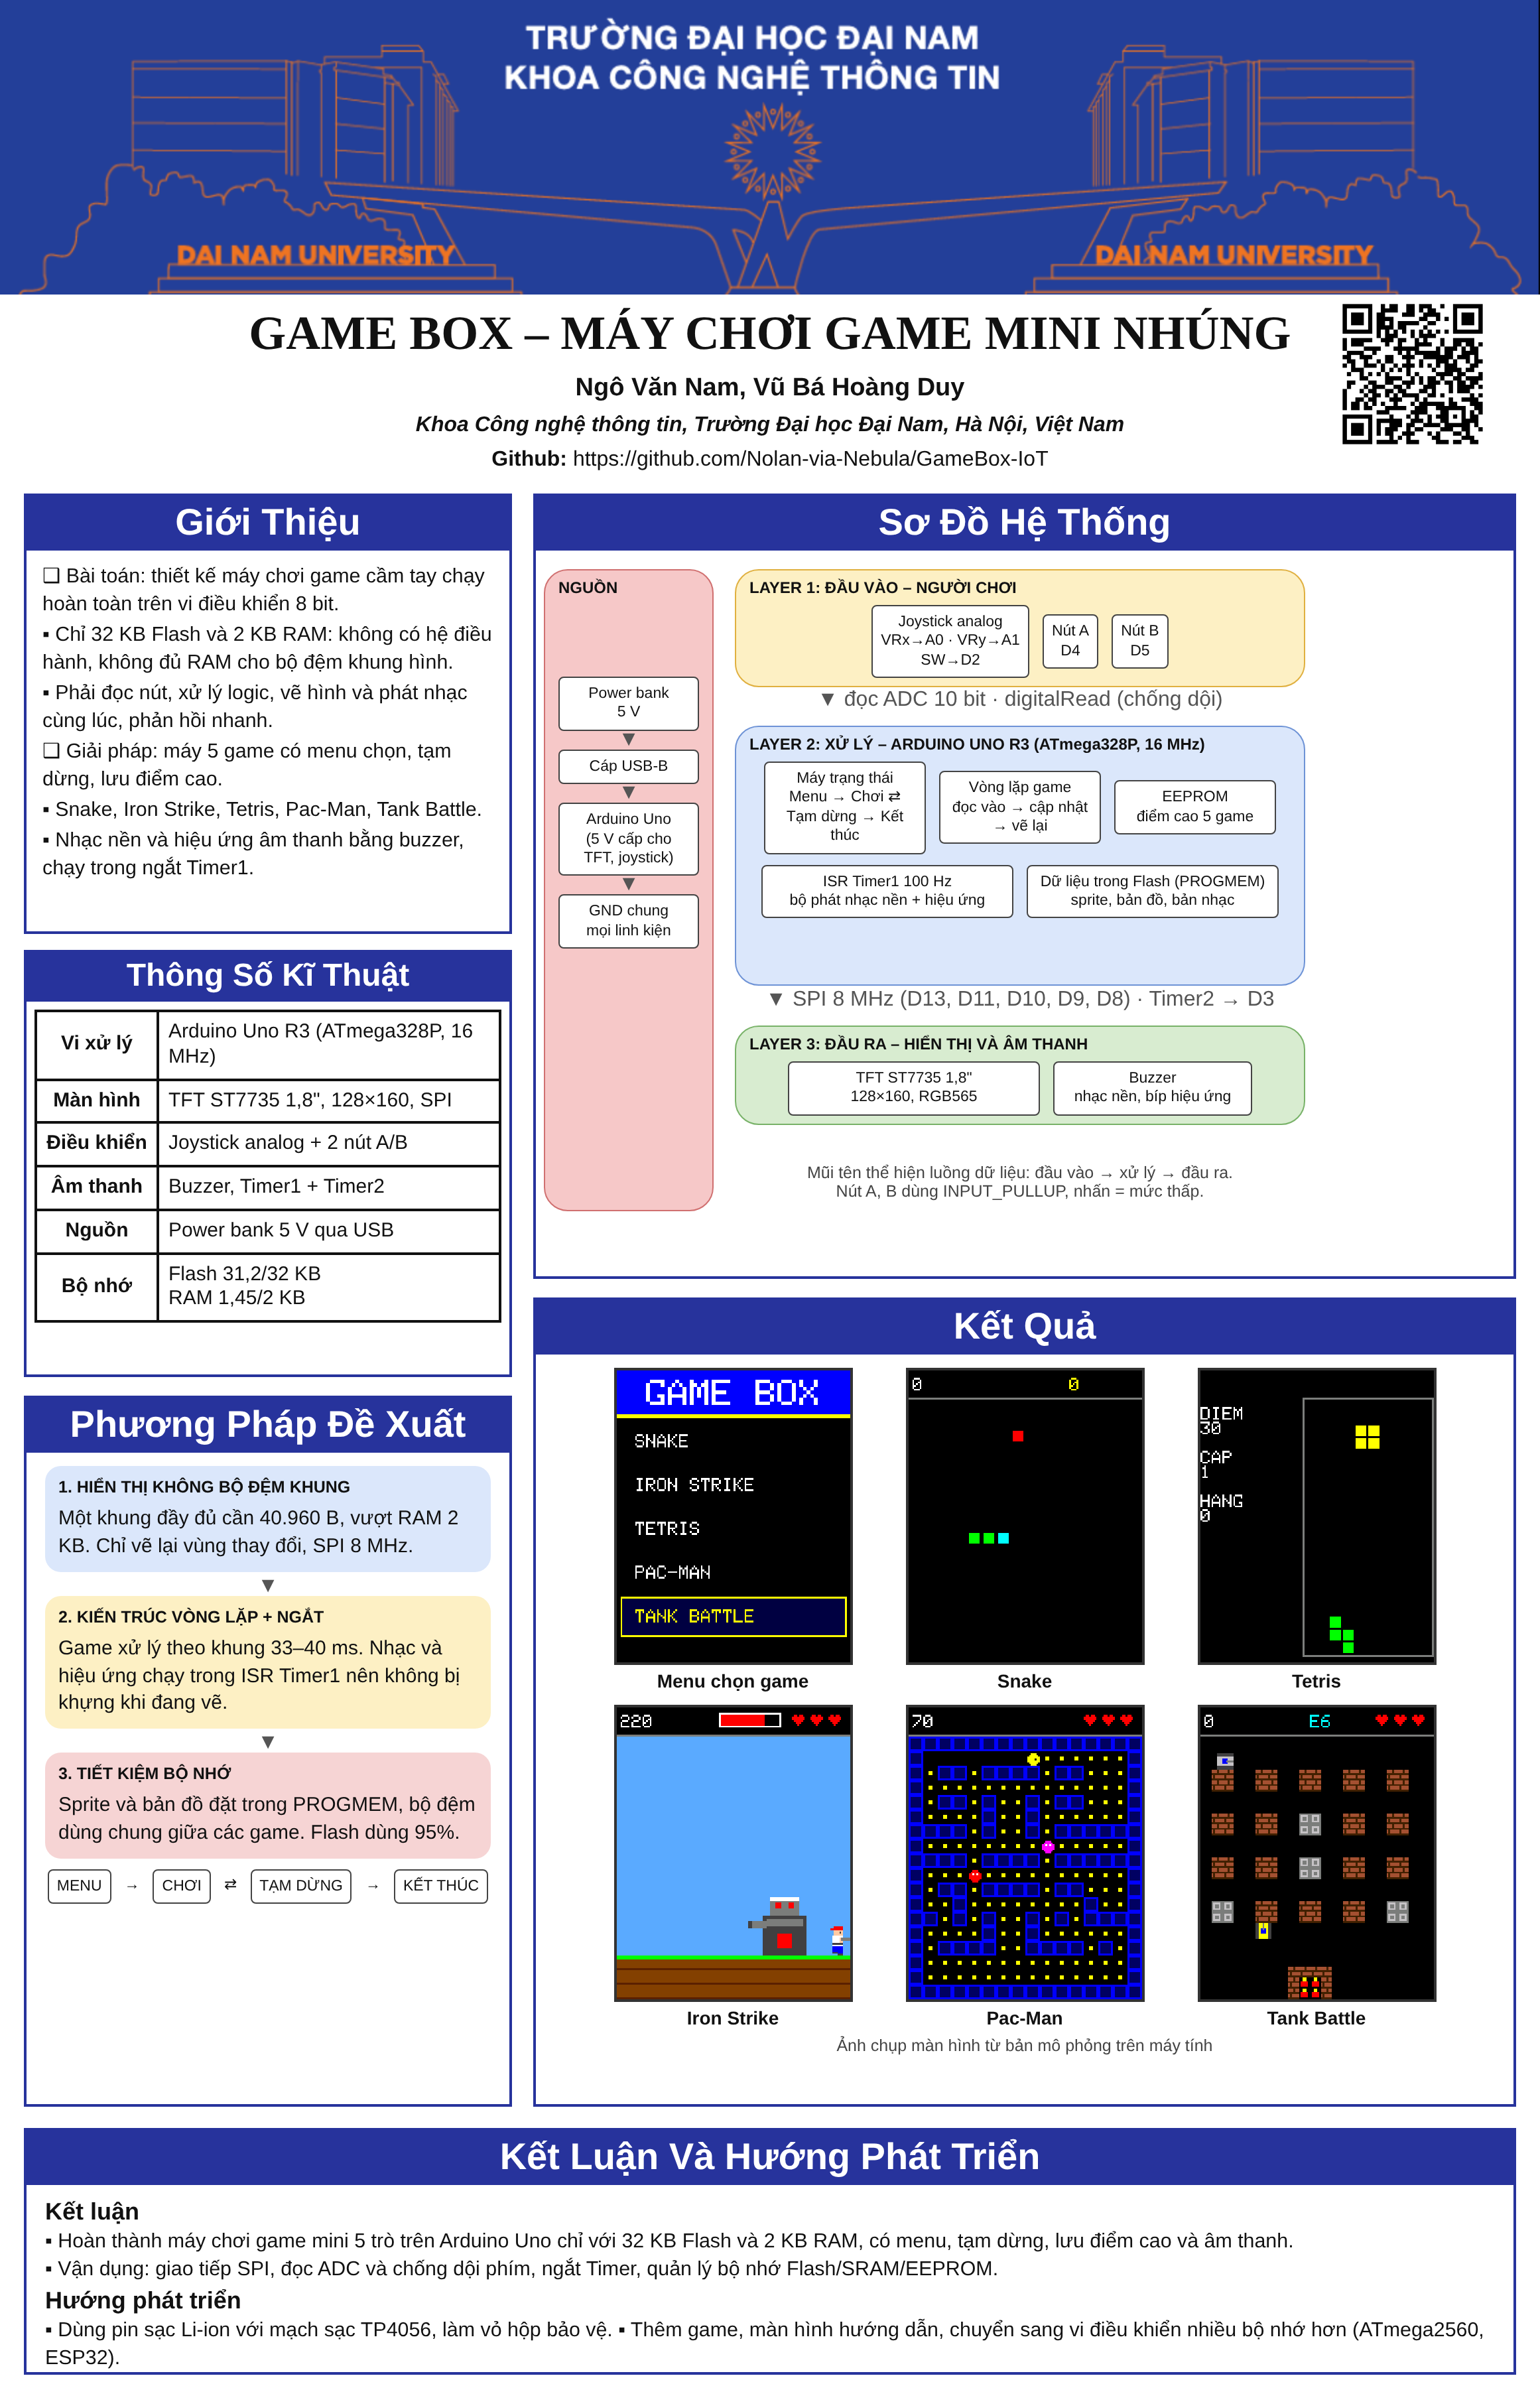 TRƯỜNG ĐẠI HỌC ĐẠI NAM
KHOA CÔNG NGHỆ THÔNG TIN
DAI NAM UNIVERSITY
DAI NAM UNIVERSITY
GAME BOX – MÁY CHƠI GAME MINI NHÚNG
Ngô Văn Nam, Vũ Bá Hoàng Duy
Khoa Công nghệ thông tin, Trường Đại học Đại Nam, Hà Nội, Việt Nam
Github: https://github.com/Nolan-via-Nebula/GameBox-IoT
Giới Thiệu
❑ Bài toán: thiết kế máy chơi game cầm tay chạy
hoàn toàn trên vi điều khiển 8 bit.
▪ Chỉ 32 KB Flash và 2 KB RAM: không có hệ điều
hành, không đủ RAM cho bộ đệm khung hình.
▪ Phải đọc nút, xử lý logic, vẽ hình và phát nhạc
cùng lúc, phản hồi nhanh.
❑ Giải pháp: máy 5 game có menu chọn, tạm
dừng, lưu điểm cao.
▪ Snake, Iron Strike, Tetris, Pac-Man, Tank Battle.
▪ Nhạc nền và hiệu ứng âm thanh bằng buzzer,
chạy trong ngắt Timer1.
Thông Số Kĩ Thuật
Vi xử lý
Arduino Uno R3 (ATmega328P, 16
MHz)
Màn hình
TFT ST7735 1,8", 128×160, SPI
Điều khiển
Joystick analog + 2 nút A/B
Âm thanh
Buzzer, Timer1 + Timer2
Nguồn
Power bank 5 V qua USB
Bộ nhớ
Flash 31,2/32 KB
RAM 1,45/2 KB
Phương Pháp Đề Xuất
1. HIỂN THỊ KHÔNG BỘ ĐỆM KHUNG
Một khung đầy đủ cần 40.960 B, vượt RAM 2
KB. Chỉ vẽ lại vùng thay đổi, SPI 8 MHz.
▼
2. KIẾN TRÚC VÒNG LẶP + NGẮT
Game xử lý theo khung 33–40 ms. Nhạc và
hiệu ứng chạy trong ISR Timer1 nên không bị
khựng khi đang vẽ.
▼
3. TIẾT KIỆM BỘ NHỚ
Sprite và bản đồ đặt trong PROGMEM, bộ đệm
dùng chung giữa các game. Flash dùng 95%.
MENU → CHƠI ⇄ TẠM DỪNG → KẾT THÚC
Sơ Đồ Hệ Thống
NGUỒN
Power bank
5 V
▼
Cáp USB-B
▼
Arduino Uno
(5 V cấp cho
TFT, joystick)
▼
GND chung
mọi linh kiện
LAYER 1: ĐẦU VÀO – NGƯỜI CHƠI
Joystick analog
VRx→A0 · VRy→A1
SW→D2
Nút A
D4
Nút B
D5
▼ đọc ADC 10 bit · digitalRead (chống dội)
LAYER 2: XỬ LÝ – ARDUINO UNO R3 (ATmega328P, 16 MHz)
Máy trạng thái
Menu → Chơi ⇄
Tạm dừng → Kết
thúc
Vòng lặp game
đọc vào → cập nhật
→ vẽ lại
EEPROM
điểm cao 5 game
ISR Timer1 100 Hz
bộ phát nhạc nền + hiệu ứng
Dữ liệu trong Flash (PROGMEM)
sprite, bản đồ, bản nhạc
▼ SPI 8 MHz (D13, D11, D10, D9, D8) · Timer2 → D3
LAYER 3: ĐẦU RA – HIỂN THỊ VÀ ÂM THANH
TFT ST7735 1,8"
128×160, RGB565
Buzzer
nhạc nền, bíp hiệu ứng
Mũi tên thể hiện luồng dữ liệu: đầu vào → xử lý → đầu ra.
Nút A, B dùng INPUT_PULLUP, nhấn = mức thấp.
Kết Quả
GAME BOX
SNAKE
IRON STRIKE
TETRIS
PAC-MAN
TANK BATTLE
Menu chọn game
0 0
Snake
DIEM
30
CAP
1
HANG
0
Tetris
220
Iron Strike
70
Pac-Man
0 E6
Tank Battle
Ảnh chụp màn hình từ bản mô phỏng trên máy tính
Kết Luận Và Hướng Phát Triển
Kết luận
▪ Hoàn thành máy chơi game mini 5 trò trên Arduino Uno chỉ với 32 KB Flash và 2 KB RAM, có menu, tạm dừng, lưu điểm cao và âm thanh.
▪ Vận dụng: giao tiếp SPI, đọc ADC và chống dội phím, ngắt Timer, quản lý bộ nhớ Flash/SRAM/EEPROM.
Hướng phát triển
▪ Dùng pin sạc Li-ion với mạch sạc TP4056, làm vỏ hộp bảo vệ. ▪ Thêm game, màn hình hướng dẫn, chuyển sang vi điều khiển nhiều bộ nhớ hơn (ATmega2560,
ESP32).